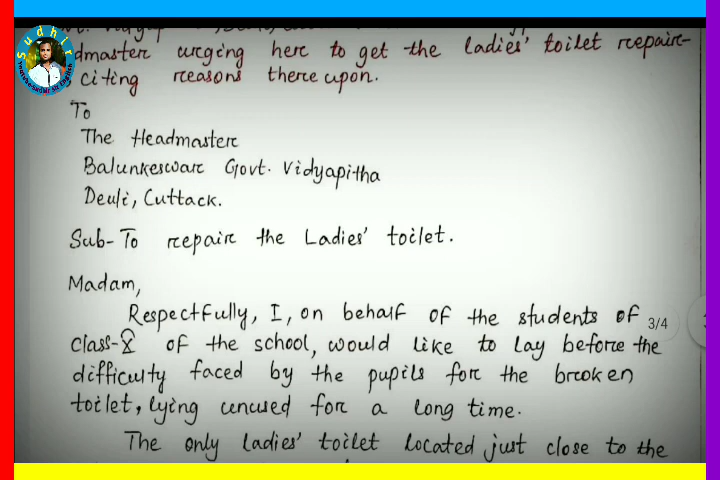 Sudhir
dmaster urging here to get the ladies' toilet repair-
citing reasons there upon.
To
The Headmaster
Balunkeswar Govt. Vidyapitha
Deuli, Cuttack.
Sub- To repair the Ladies' toilet.
Madam,
Respectfully, I, on behalf of the students of
class-X of the school, would like to lay before the
difficulty faced by the pupils for the broken
toilet, lying unused for a long time.
The only ladies' toilet located just close to the
3/4